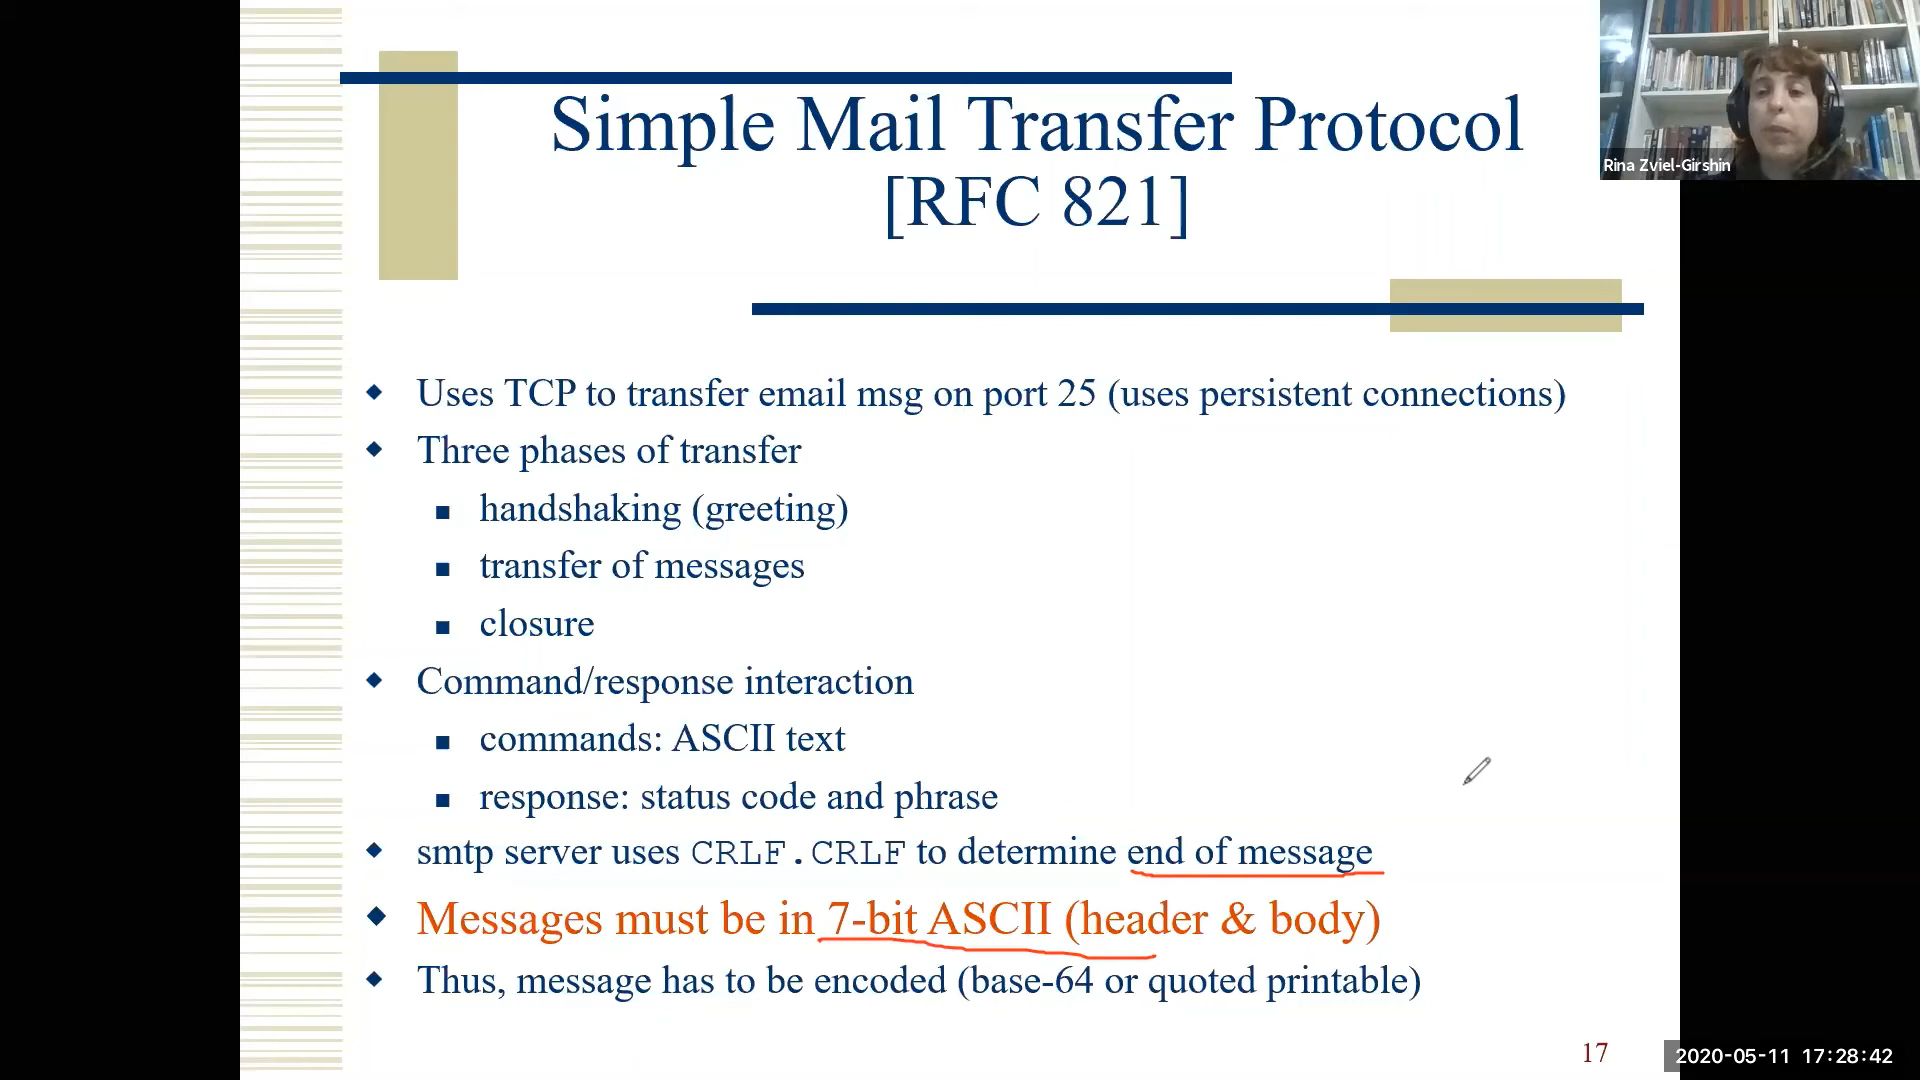 Simple Mail Transfer Protocol
[RFC 821]
Rina Zviel-Girshin
Uses TCP to transfer email msg on port 25 (uses persistent connections)
Three phases of transfer
handshaking (greeting)
transfer of messages
closure
Command/response interaction
commands: ASCII text
response: status code and phrase
smtp server uses CRLF.CRLF to determine end of message
Messages must be in 7-bit ASCII (header & body)
Thus, message has to be encoded (base-64 or quoted printable)
17
2020-05-11 17:28:42